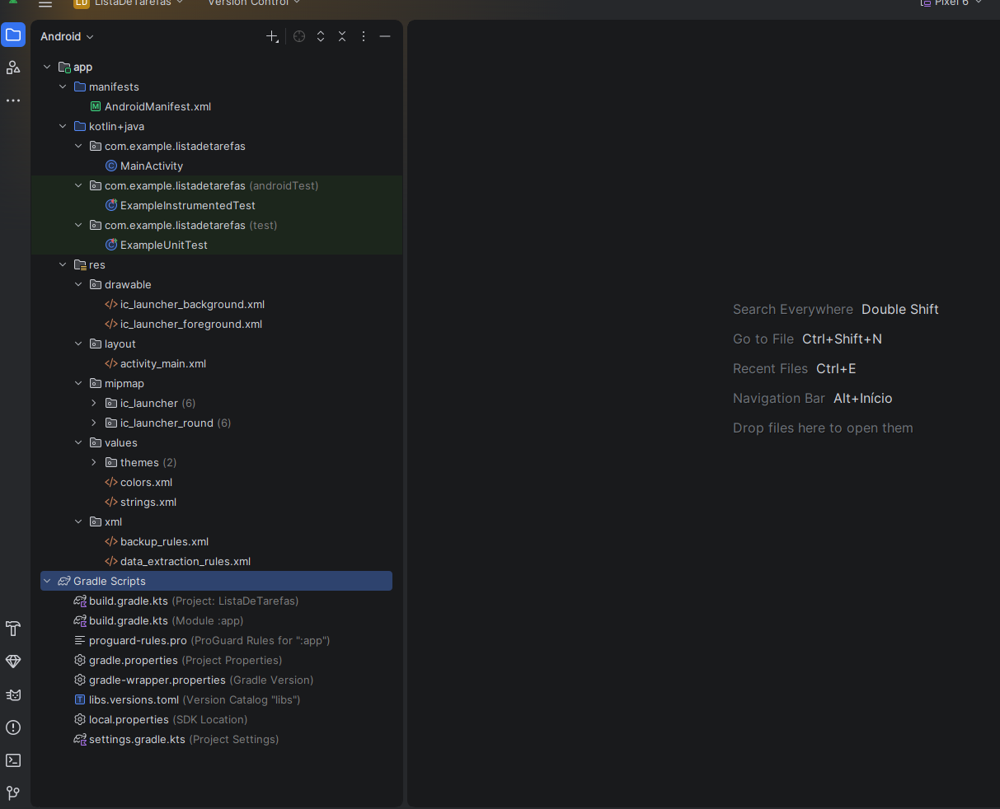 LD ListaDeTarefas Version Control Pixel 6
Android
app
manifests
M AndroidManifest.xml
kotlin+java
com.example.listadetarefas
C MainActivity
com.example.listadetarefas (androidTest)
C ExampleInstrumentedTest
com.example.listadetarefas (test)
C ExampleUnitTest
res
drawable
</> ic_launcher_background.xml
</> ic_launcher_foreground.xml
layout
</> activity_main.xml
mipmap
ic_launcher (6)
ic_launcher_round (6)
values
themes (2)
</> colors.xml
</> strings.xml
xml
</> backup_rules.xml
</> data_extraction_rules.xml
Gradle Scripts
build.gradle.kts (Project: ListaDeTarefas)
build.gradle.kts (Module :app)
proguard-rules.pro (ProGuard Rules for ":app")
gradle.properties (Project Properties)
gradle-wrapper.properties (Gradle Version)
T libs.versions.toml (Version Catalog "libs")
local.properties (SDK Location)
settings.gradle.kts (Project Settings)
Search Everywhere Double Shift
Go to File Ctrl+Shift+N
Recent Files Ctrl+E
Navigation Bar Alt+Início
Drop files here to open them